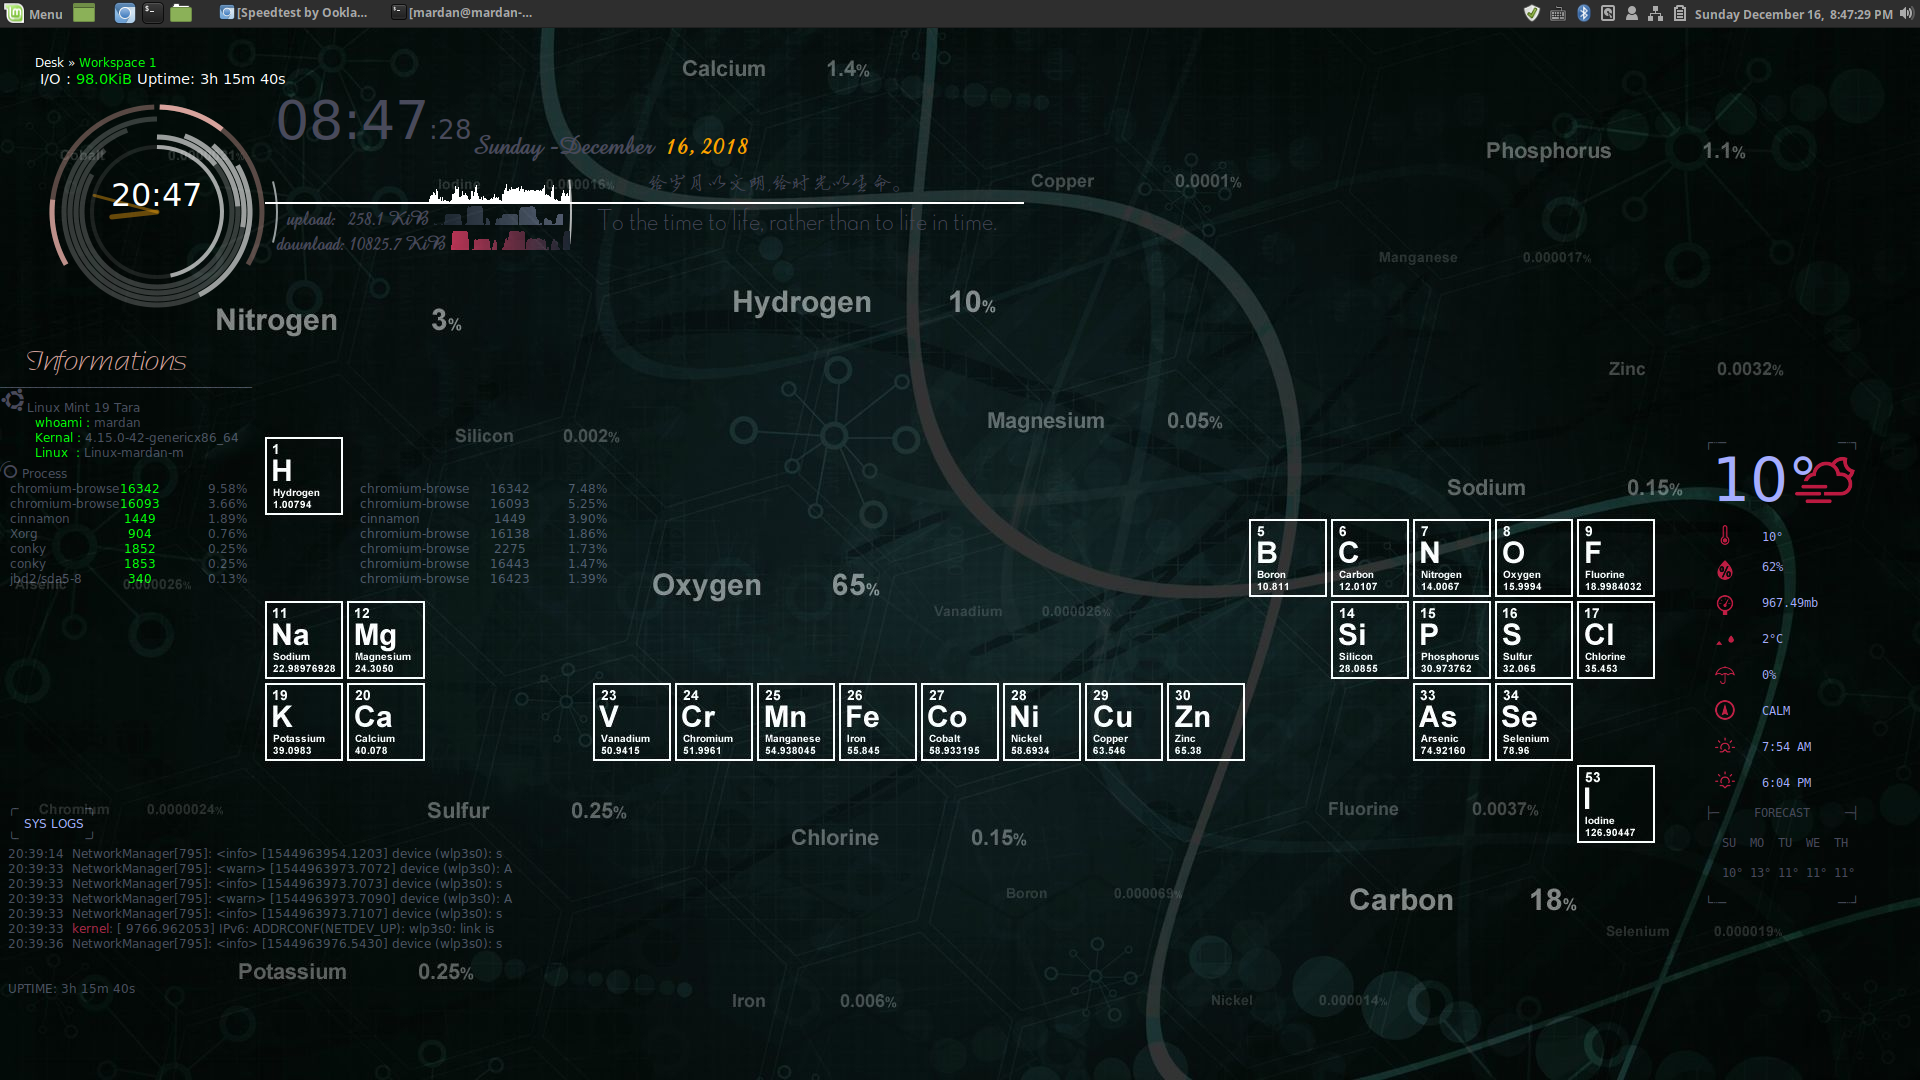 Menu
[Speedtest by Ookla...
[mardan@mardan-...
Sunday December 16, 8:47:29 PM
Desk » Workspace 1
I/O : 98.0KiB Uptime: 3h 15m 40s
20:47
08:47:28
Sunday -December 16, 2018
给岁月以文明,给时光以生命。
To the time to life, rather than to life in time.
upload: 258.1 KiB
download: 10825.7 KiB
Calcium 1.4%
Phosphorus 1.1%
Cobalt
Iodine 0.000016%
Copper 0.0001%
Manganese 0.000017%
Hydrogen 10%
Nitrogen 3%
Zinc 0.0032%
Magnesium 0.05%
Silicon 0.002%
Sodium 0.15%
Oxygen 65%
Arsenic 0.000026%
Vanadium 0.000026%
Informations
Linux Mint 19 Tara
whoami : mardan
Kernal : 4.15.0-42-genericx86_64
Linux : Linux-mardan-m
Process
chromium-browse 16342 9.58% chromium-browse 16342 7.48%
chromium-browse 16093 3.66% chromium-browse 16093 5.25%
cinnamon 1449 1.89% cinnamon 1449 3.90%
Xorg 904 0.76% chromium-browse 16138 1.86%
conky 1852 0.25% chromium-browse 2275 1.73%
conky 1853 0.25% chromium-browse 16443 1.47%
jbd2/sda5-8 340 0.13% chromium-browse 16423 1.39%
1
H
Hydrogen
1.00794
5
B
Boron
10.811
6
C
Carbon
12.0107
7
N
Nitrogen
14.0067
8
O
Oxygen
15.9994
9
F
Fluorine
18.9984032
11
Na
Sodium
22.98976928
12
Mg
Magnesium
24.3050
14
Si
Silicon
28.0855
15
P
Phosphorus
30.973762
16
S
Sulfur
32.065
17
Cl
Chlorine
35.453
19
K
Potassium
39.0983
20
Ca
Calcium
40.078
23
V
Vanadium
50.9415
24
Cr
Chromium
51.9961
25
Mn
Manganese
54.938045
26
Fe
Iron
55.845
27
Co
Cobalt
58.933195
28
Ni
Nickel
58.6934
29
Cu
Copper
63.546
30
Zn
Zinc
65.38
33
As
Arsenic
74.92160
34
Se
Selenium
78.96
53
I
Iodine
126.90447
10°
10°
62%
967.49mb
2°C
0%
CALM
7:54 AM
6:04 PM
FORECAST
SU MO TU WE TH
10° 13° 11° 11° 11°
Chromium 0.0000024%
Sulfur 0.25%
Chlorine 0.15%
Fluorine 0.0037%
Boron 0.000069%
Carbon 18%
Selenium 0.000019%
Potassium 0.25%
Iron 0.006%
Nickel 0.000014%
SYS LOGS
20:39:14 NetworkManager[795]: <info> [1544963954.1203] device (wlp3s0): s
20:39:33 NetworkManager[795]: <warn> [1544963973.7072] device (wlp3s0): A
20:39:33 NetworkManager[795]: <info> [1544963973.7073] device (wlp3s0): s
20:39:33 NetworkManager[795]: <warn> [1544963973.7090] device (wlp3s0): A
20:39:33 NetworkManager[795]: <info> [1544963973.7107] device (wlp3s0): s
20:39:33 kernel: [ 9766.962053] IPv6: ADDRCONF(NETDEV_UP): wlp3s0: link is
20:39:36 NetworkManager[795]: <info> [1544963976.5430] device (wlp3s0): s
UPTIME: 3h 15m 40s